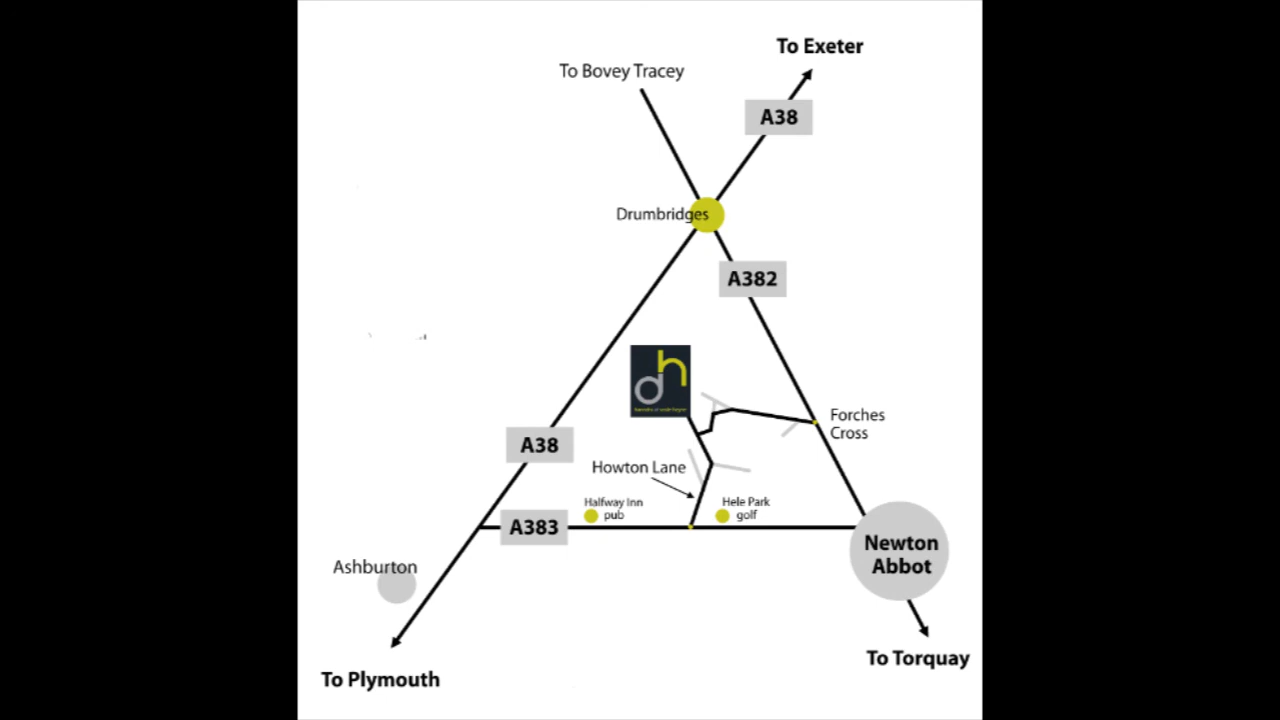 To Exeter
To Bovey Tracey
A38
Drumbridges
A382
dh
Forches
Cross
A38
Howton Lane
Halfway Inn
pub
Hele Park
golf
A383
Newton
Abbot
Ashburton
To Torquay
To Plymouth